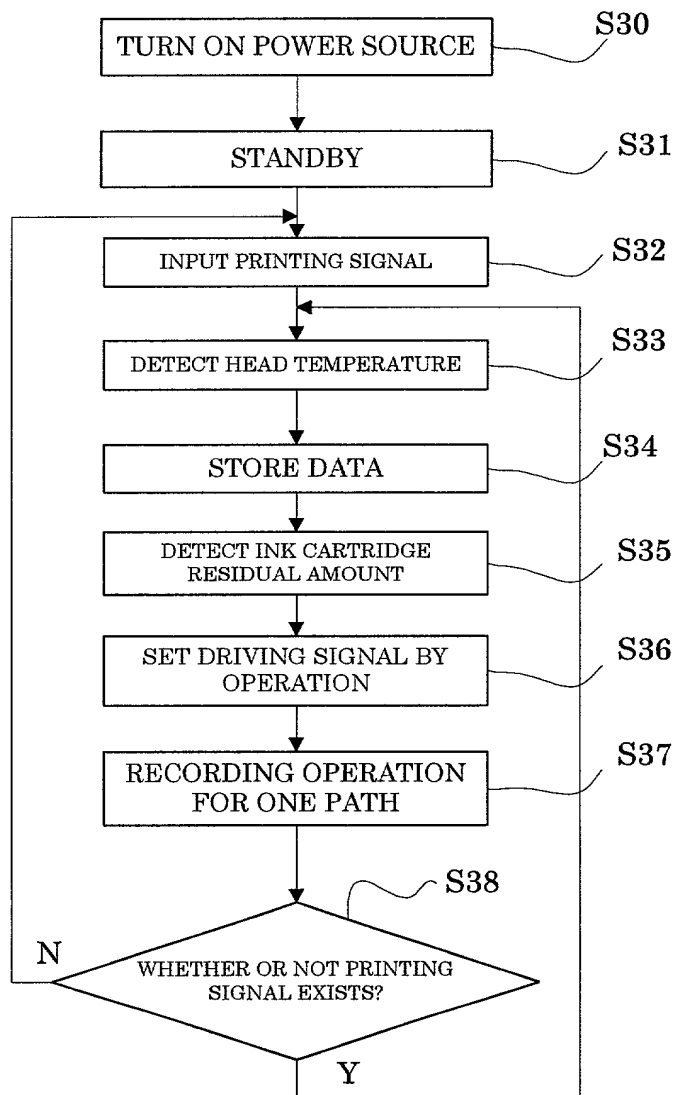 TURN ON POWER SOURCE
S30
STANDBY
S31
INPUT PRINTING SIGNAL
S32
DETECT HEAD TEMPERATURE
S33
STORE DATA
S34
DETECT INK CARTRIDGE
RESIDUAL AMOUNT
S35
SET DRIVING SIGNAL BY
OPERATION
S36
RECORDING OPERATION
FOR ONE PATH
S37
S38
N
WHETHER OR NOT PRINTING
SIGNAL EXISTS?
Y